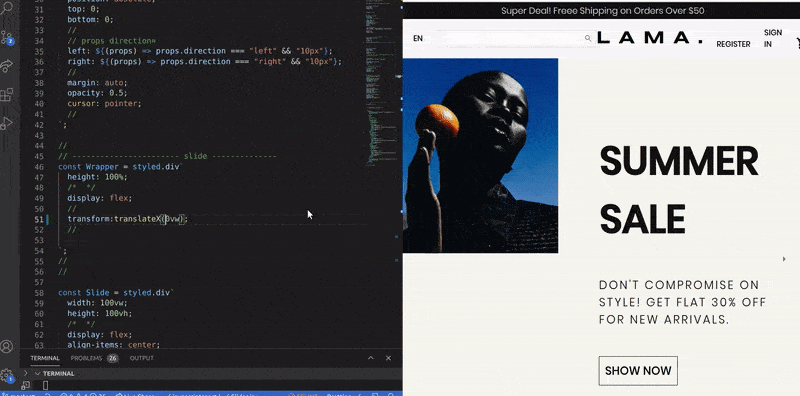 top: 0;
bottom: 0;
//
// props direction=
left: ${(props) => props.direction === "left" && "10px"};
right: ${(props) => props.direction === "right" && "10px"};
//
margin: auto;
opacity: 0.5;
cursor: pointer;
//
`;
//
// ---------------------- slide -------------
const Wrapper = styled.div`
height: 100%;
/*  */
display: flex;
//
transform:translateX(0vw);
//
`;
//
//
const Slide = styled.div`
width: 100vw;
height: 100vh;
/*  */
display: flex;
align-items: center;
TERMINAL
PROBLEMS 26
OUTPUT
TERMINAL
Super Deal! Freee Shipping on Orders Over $50
EN
LAMA.
REGISTER
SIGN IN
SUMMER
SALE
DON'T COMPROMISE ON
STYLE! GET FLAT 30% OFF
FOR NEW ARRIVALS.
SHOW NOW